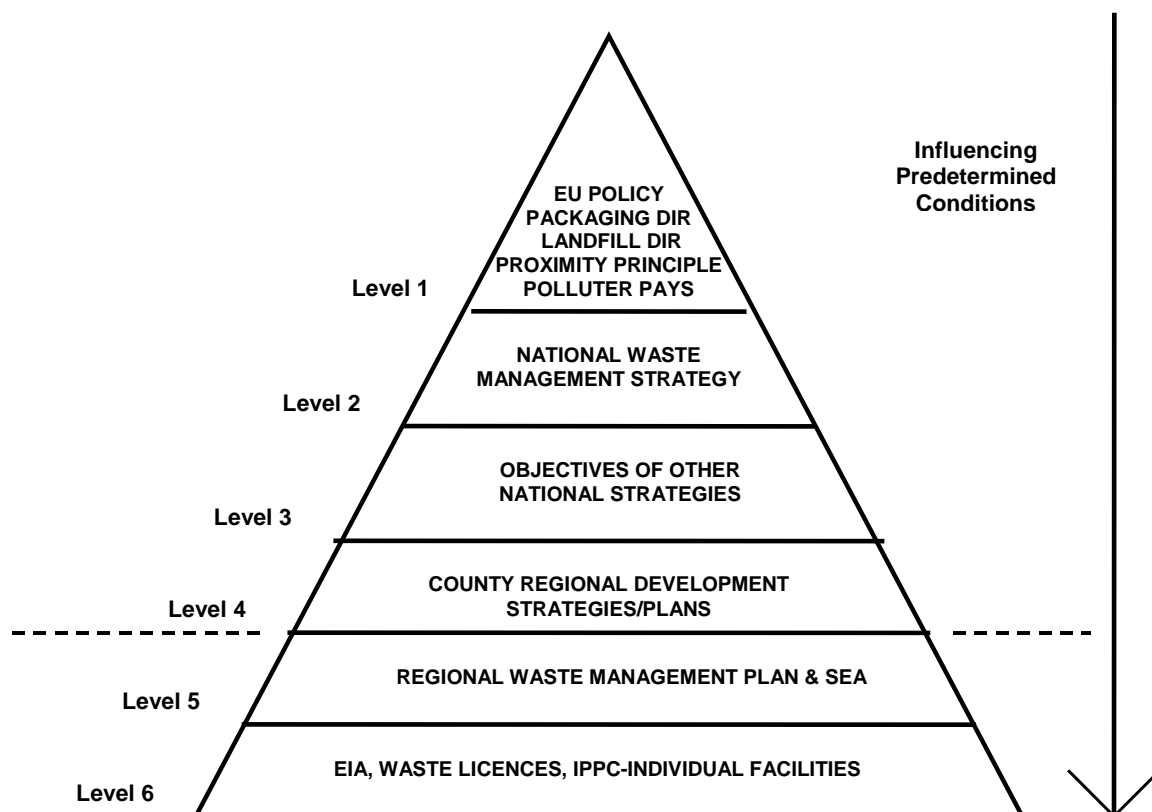 Influencing
Predetermined
Conditions
EU POLICY
PACKAGING DIR
LANDFILL DIR
PROXIMITY PRINCIPLE
POLLUTER PAYS
Level 1
NATIONAL WASTE
MANAGEMENT STRATEGY
Level 2
OBJECTIVES OF OTHER
NATIONAL STRATEGIES
Level 3
COUNTY REGIONAL DEVELOPMENT
STRATEGIES/PLANS
Level 4
REGIONAL WASTE MANAGEMENT PLAN & SEA
Level 5
EIA, WASTE LICENCES, IPPC-INDIVIDUAL FACILITIES
Level 6